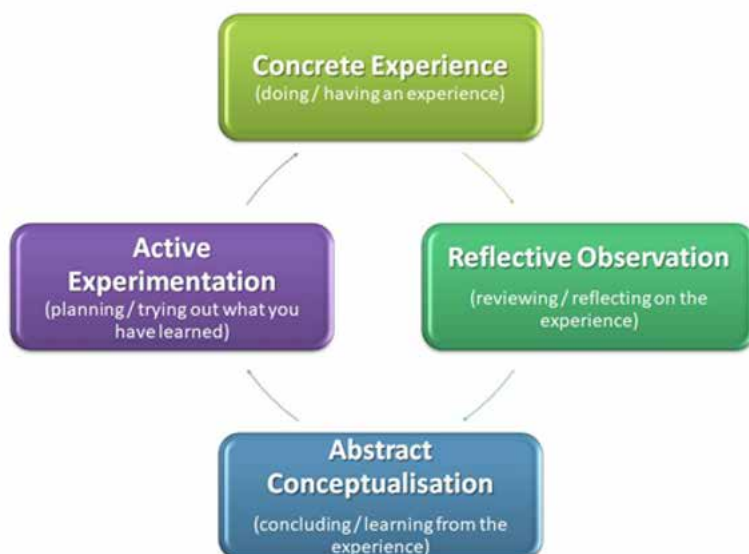 Concrete Experience
(doing / having an experience)
Active
Experimentation
(planning / trying out what you
have learned)
Reflective Observation
(reviewing / reflecting on the
experience)
Abstract
Conceptualisation
(concluding / learning from the
experience)